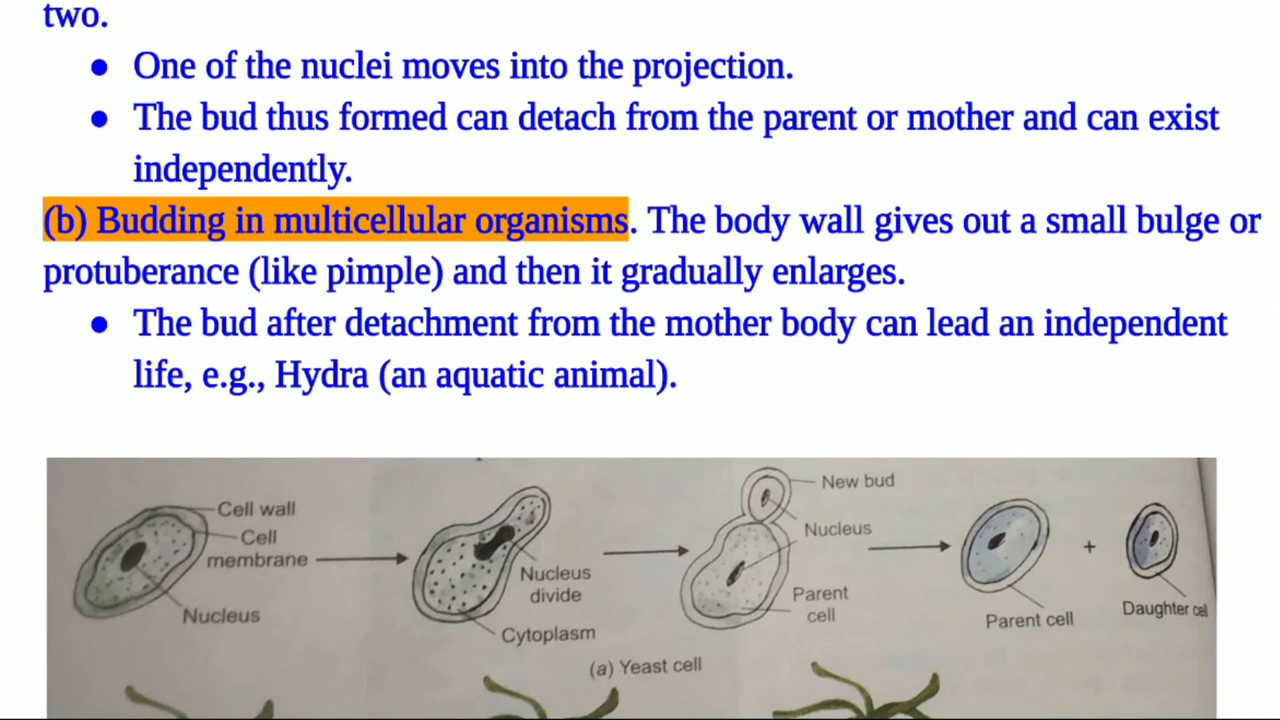 two.
● One of the nuclei moves into the projection.
● The bud thus formed can detach from the parent or mother and can exist
independently.
(b) Budding in multicellular organisms. The body wall gives out a small bulge or
protuberance (like pimple) and then it gradually enlarges.
● The bud after detachment from the mother body can lead an independent
life, e.g., Hydra (an aquatic animal).
Cell wall
Cell
membrane
Nucleus
Nucleus
divide
Cytoplasm
New bud
Nucleus
Parent
cell
Parent cell
+
Daughter cell
(a) Yeast cell